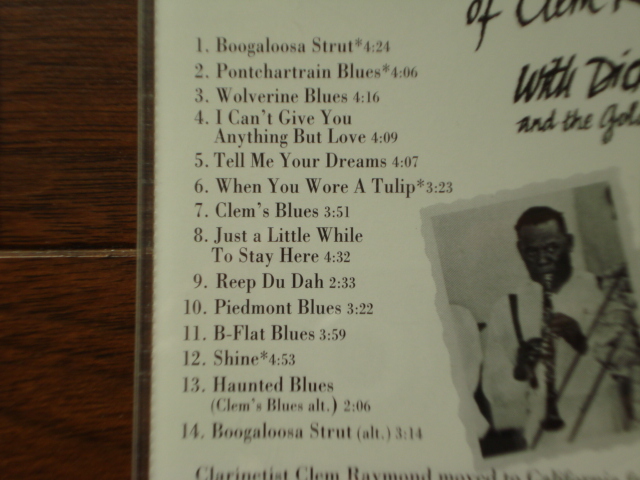 of Clem
With
and the
1. Boogaloosa Strut*4:24
2. Pontchartrain Blues*4:06
3. Wolverine Blues 4:16
4. I Can't Give You
Anything But Love 4:09
5. Tell Me Your Dreams 4:07
6. When You Wore A Tulip*3:23
7. Clem's Blues 3:51
8. Just a Little While
To Stay Here 4:32
9. Reep Du Dah 2:33
10. Piedmont Blues 3:22
11. B-Flat Blues 3:59
12. Shine*4:53
13. Haunted Blues
(Clem's Blues alt.) 2:06
14. Boogaloosa Strut (alt.) 3:14
Clarinetist Clem Raymond moved to California